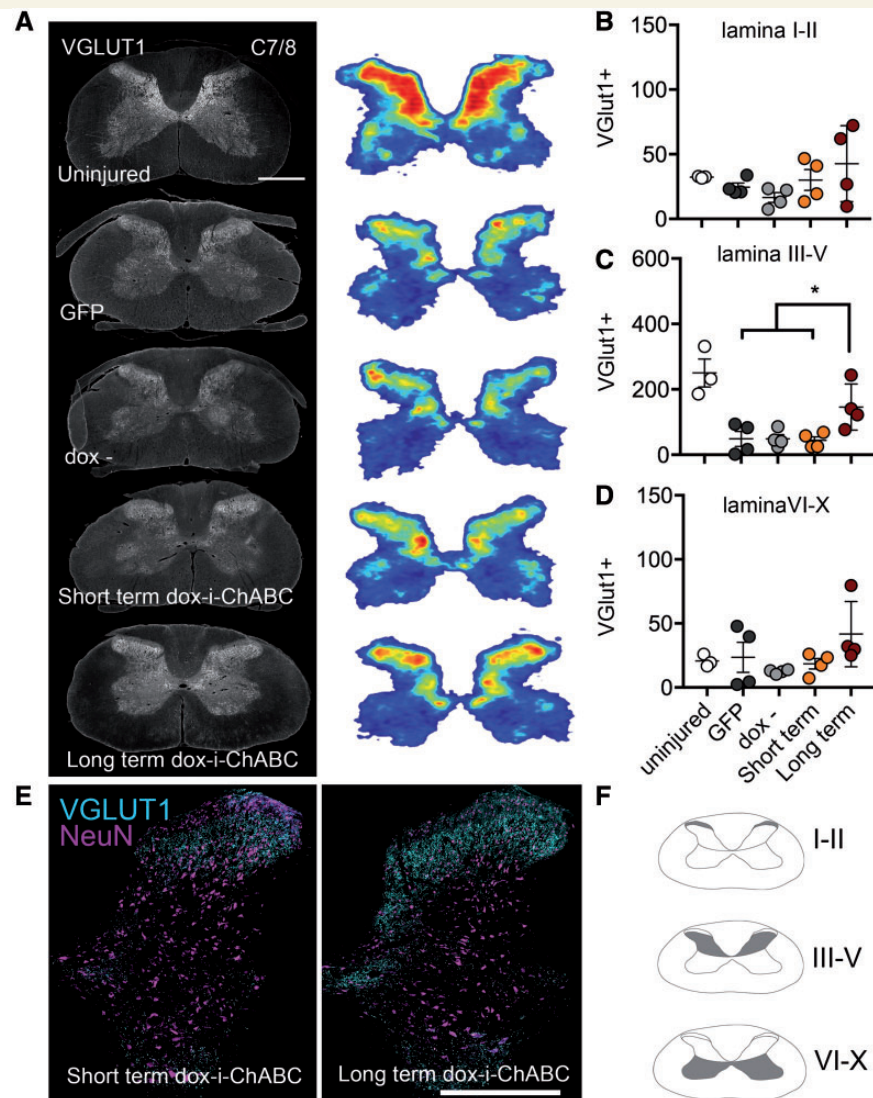 A
VGLUT1 C7/8
Uninjured
GFP
dox -
Short term dox-i-ChABC
Long term dox-i-ChABC
B
lamina I-II
VGlut1+
150
100
50
0
C
lamina III-V
VGlut1+
600
400
200
0
*
D
laminaVI-X
VGlut1+
150
100
50
0
uninjured
GFP
dox -
Short term
Long term
E
VGLUT1
NeuN
Short term dox-i-ChABC
Long term dox-i-ChABC
F
I-II
III-V
VI-X